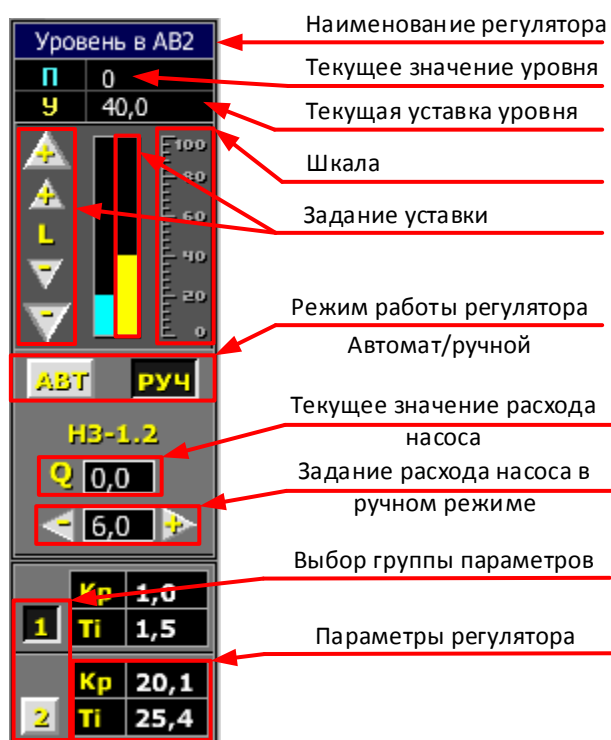 Уровень в АВ2
Наименование регулятора
П 0
Текущее значение уровня
У 40,0
Текущая уставка уровня
+
100
Шкала
80
+
60
Задание уставки
L
40
-
20
-
0
Режим работы регулятора
Автомат/ручной
АВТ РУЧ
НЗ-1.2
Текущее значение расхода
насоса
Q 0,0
Задание расхода насоса в
ручном режиме
- 6,0 +
Выбор группы параметров
Kp 1,0
1 Ti 1,5
Параметры регулятора
Kp 20,1
2 Ti 25,4